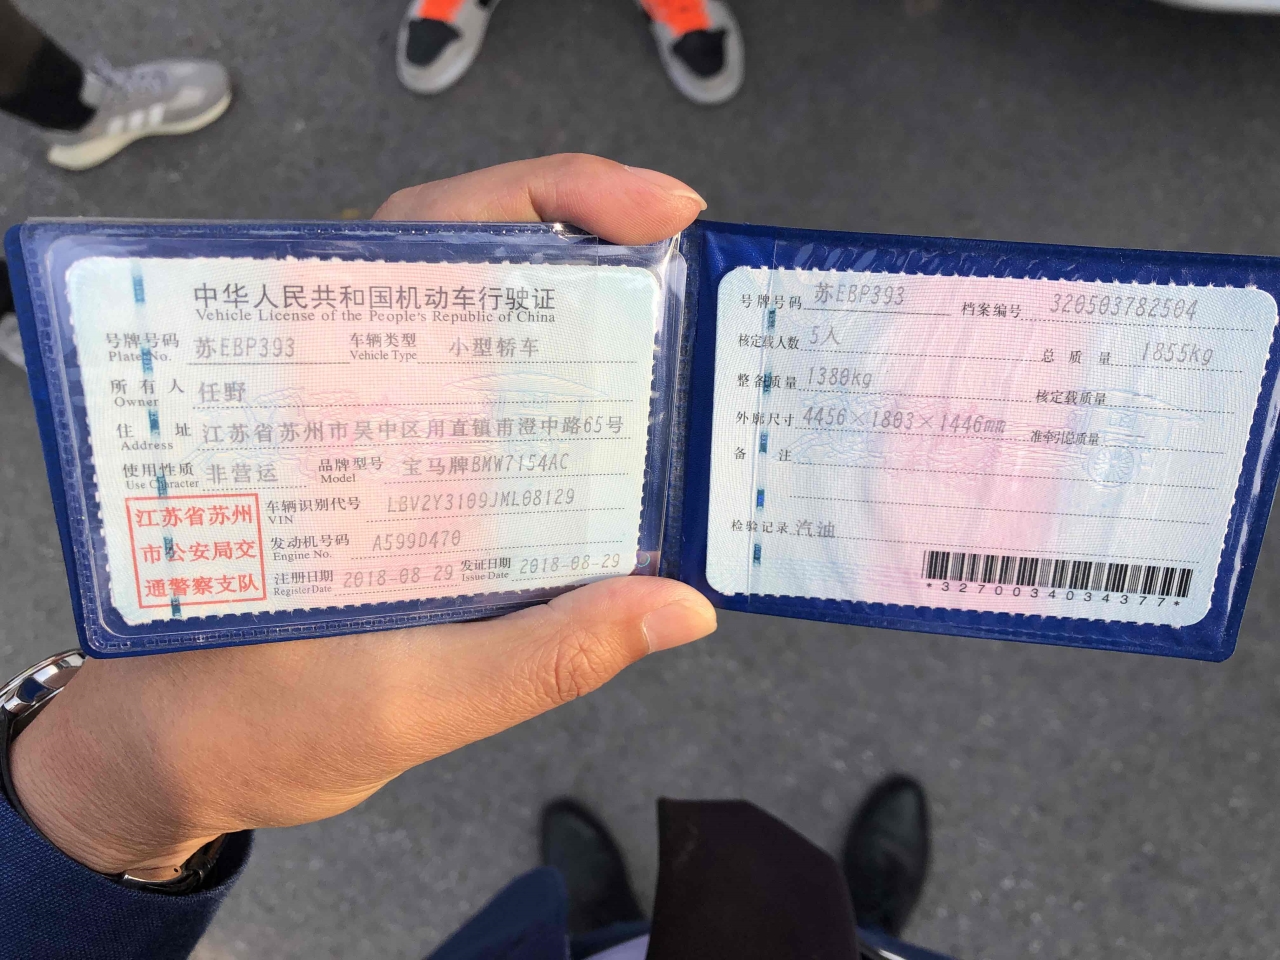 中华人民共和国机动车行驶证
Vehicle License of the People's Republic of China
号牌号码 苏EBP393 车辆类型 小型轿车
Plate No. Vehicle Type
所有人 任野
Owner
住址 江苏省苏州市吴中区甪直镇甫澄中路65号
Address
使用性质 非营运 品牌型号 宝马牌BMW7154AC
Use Character Model
江苏省苏州
市公安局交
通警察支队
车辆识别代号 LBV2Y3109JML08129
VIN
发动机号码 A599D470
Engine No.
注册日期 2018-08-29 发证日期 2018-08-29
Register Date Issue Date
号牌号码 苏EBP393 档案编号 320503782504
核定载人数 5人 总质量 1855kg
整备质量 1380kg 核定载质量
外廓尺寸 4456×1803×1446mm 准牵引总质量
备注
检验记录 汽油
*3270034034377*